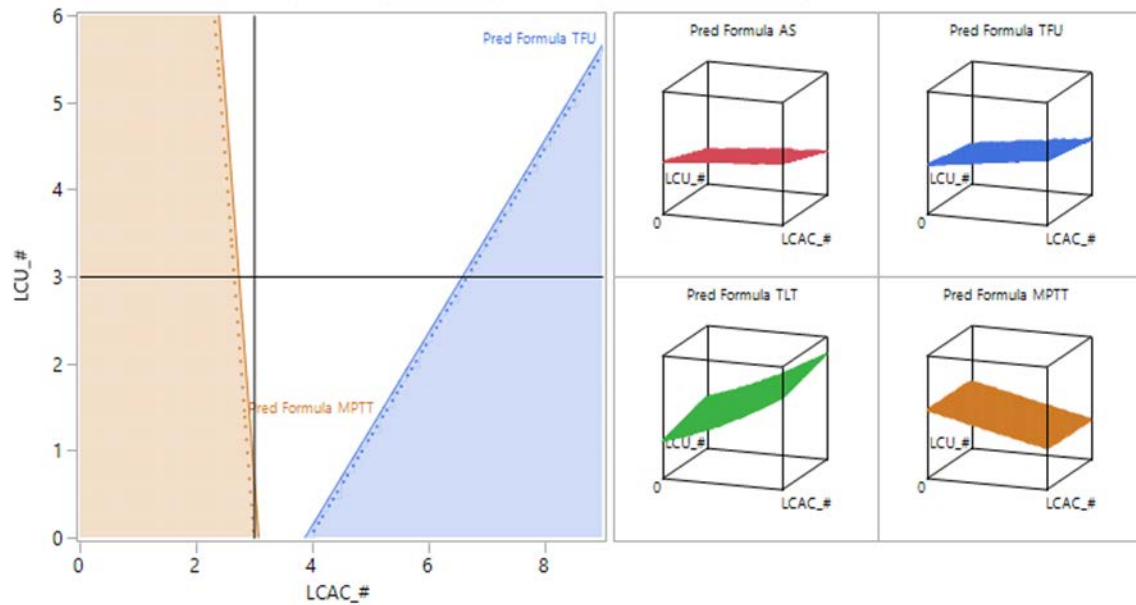 6
5
4
3
2
1
0
LCU_#
0
2
4
6
8
LCAC_#
Pred Formula TFU
Pred Formula MPTT
Pred Formula AS
LCU_#
0
LCAC_#
Pred Formula TFU
LCU_#
0
LCAC_#
Pred Formula TLT
LCU_#
0
LCAC_#
Pred Formula MPTT
LCU_#
0
LCAC_#